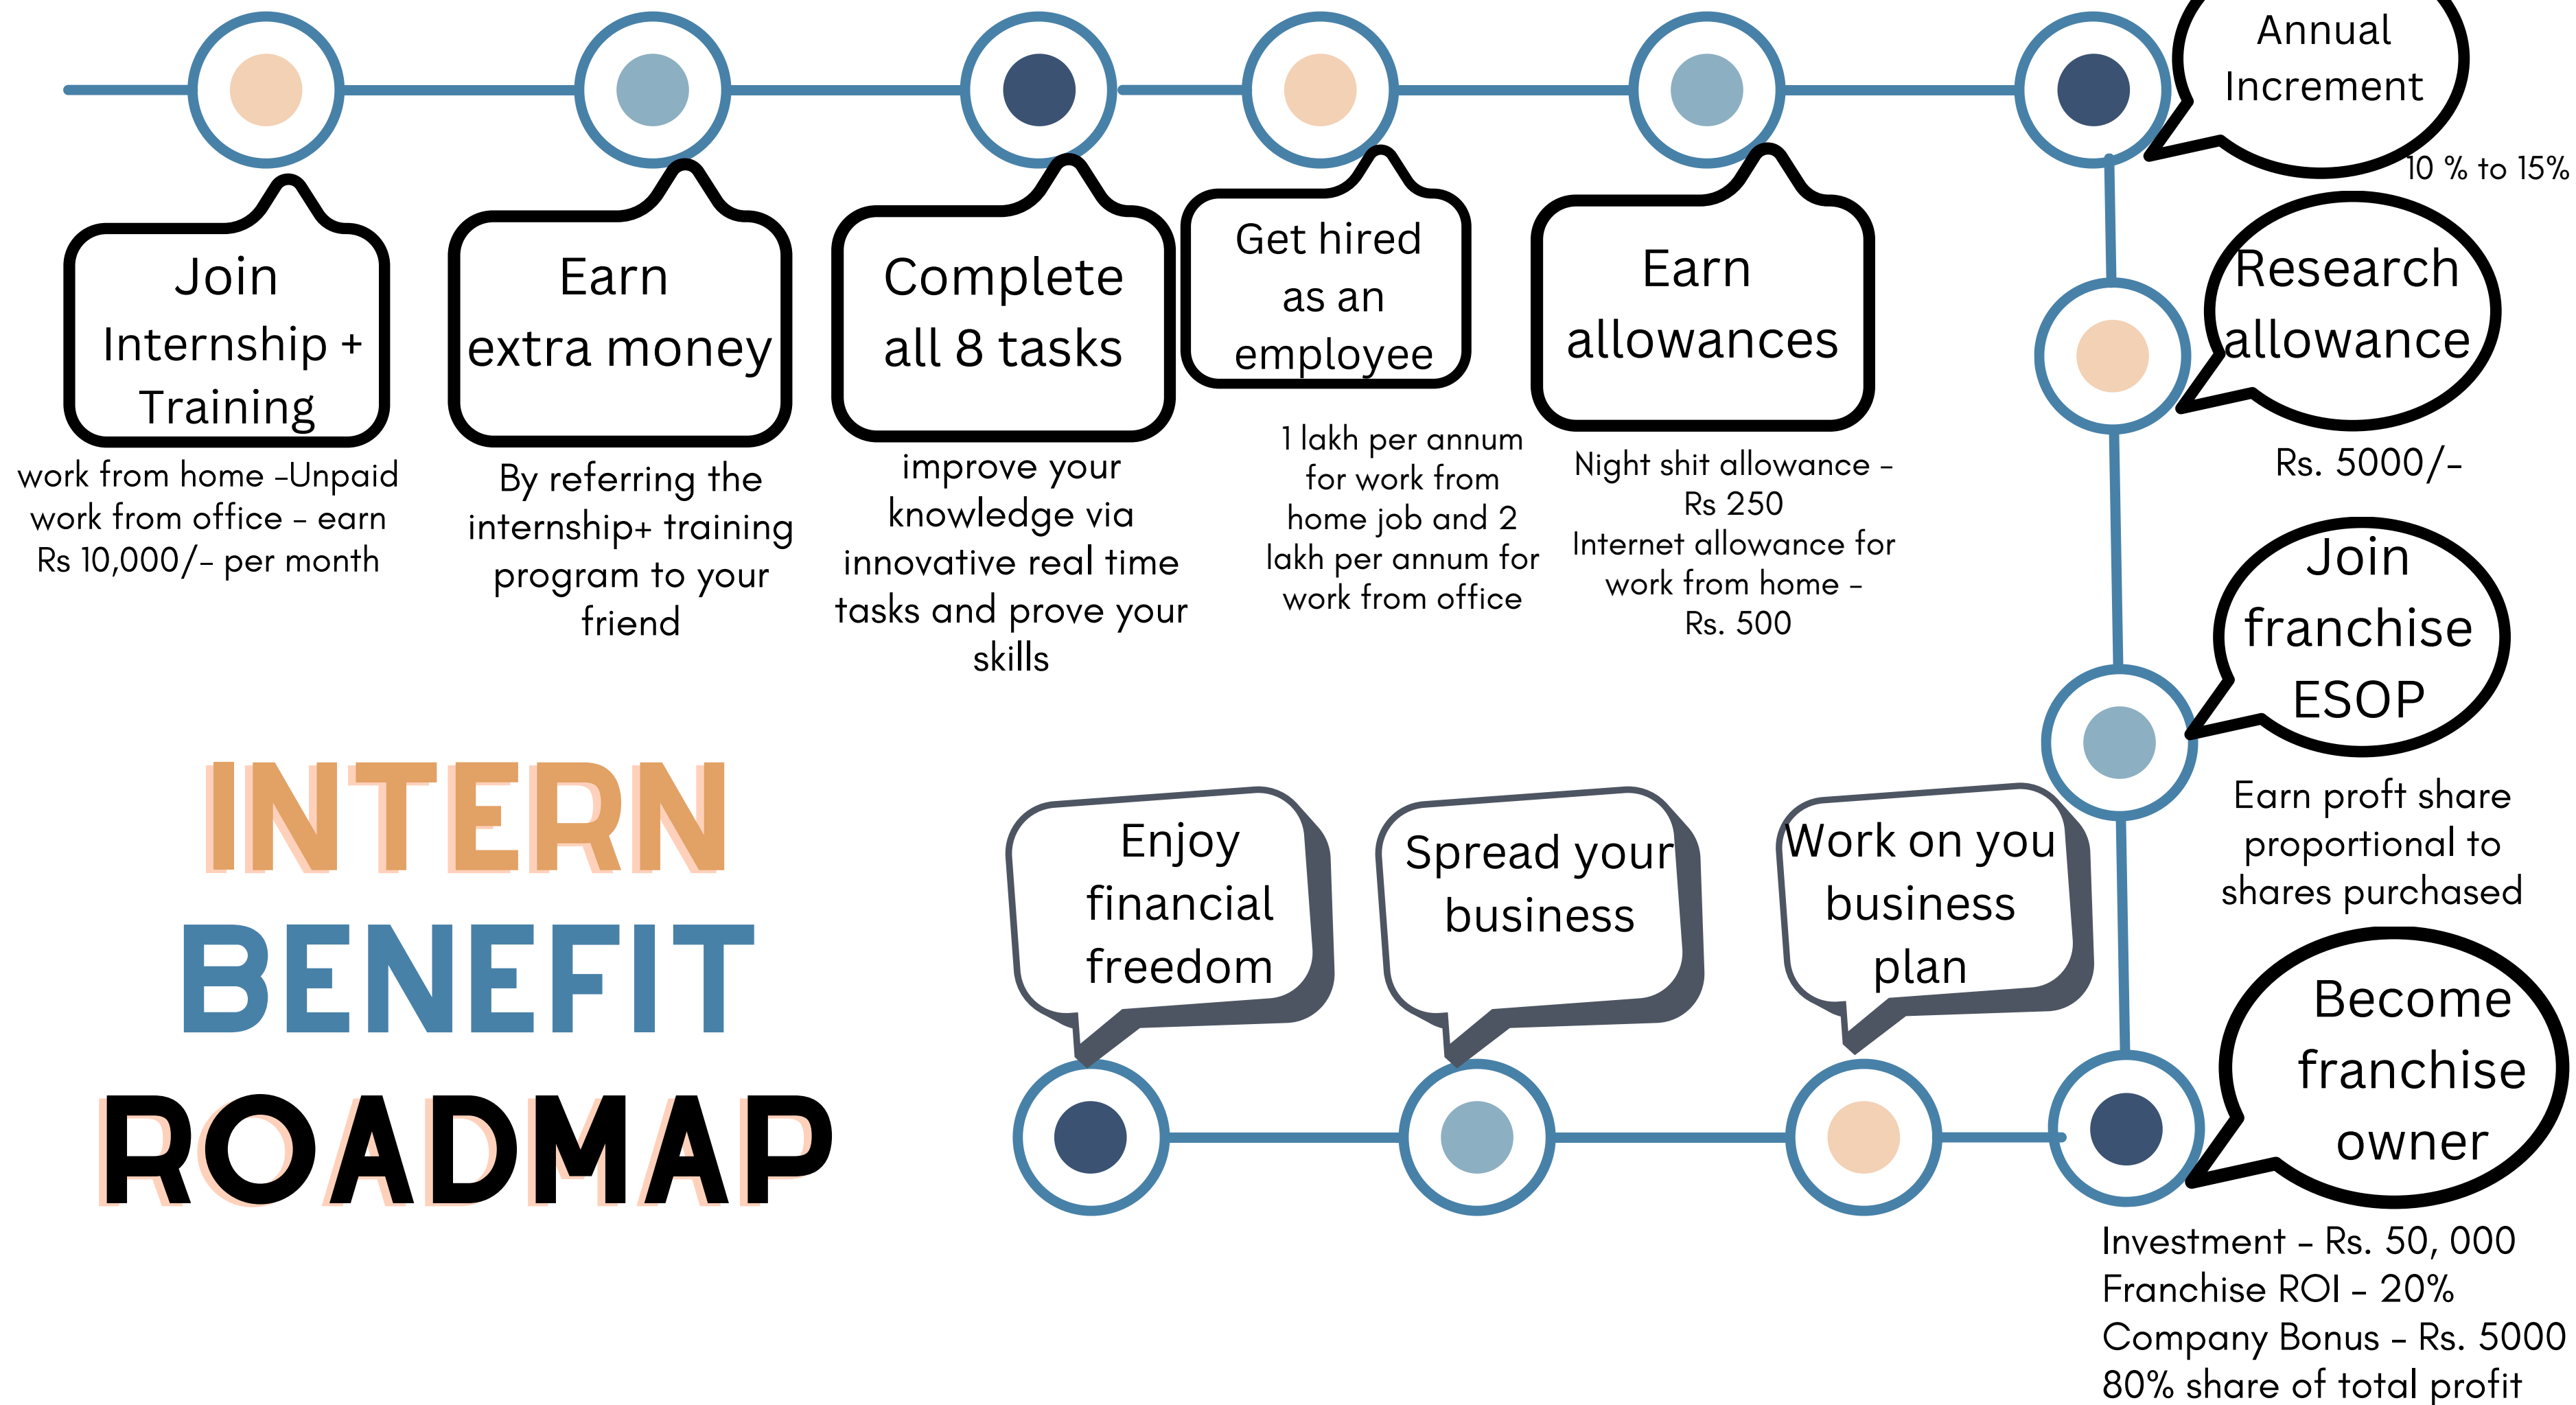 Join
Internship +
Training
work from home -Unpaid
work from office - earn
Rs 10,000/- per month
Earn
extra money
By referring the
internship+ training
program to your
friend
Complete
all 8 tasks
improve your
knowledge via
innovative real time
tasks and prove your
skills
Get hired
as an
employee
1 lakh per annum
for work from
home job and 2
lakh per annum for
work from office
Earn
allowances
Night shit allowance -
Rs 250
Internet allowance for
work from home -
Rs. 500
Annual
Increment
10 % to 15%
Research
allowance
Rs. 5000/-
Join
franchise
ESOP
Earn proft share
proportional to
shares purchased
Become
franchise
owner
Investment - Rs. 50, 000
Franchise ROI - 20%
Company Bonus - Rs. 5000
80% share of total profit
Work on you
business
plan
Spread your
business
Enjoy
financial
freedom
INTERN
BENEFIT
ROADMAP